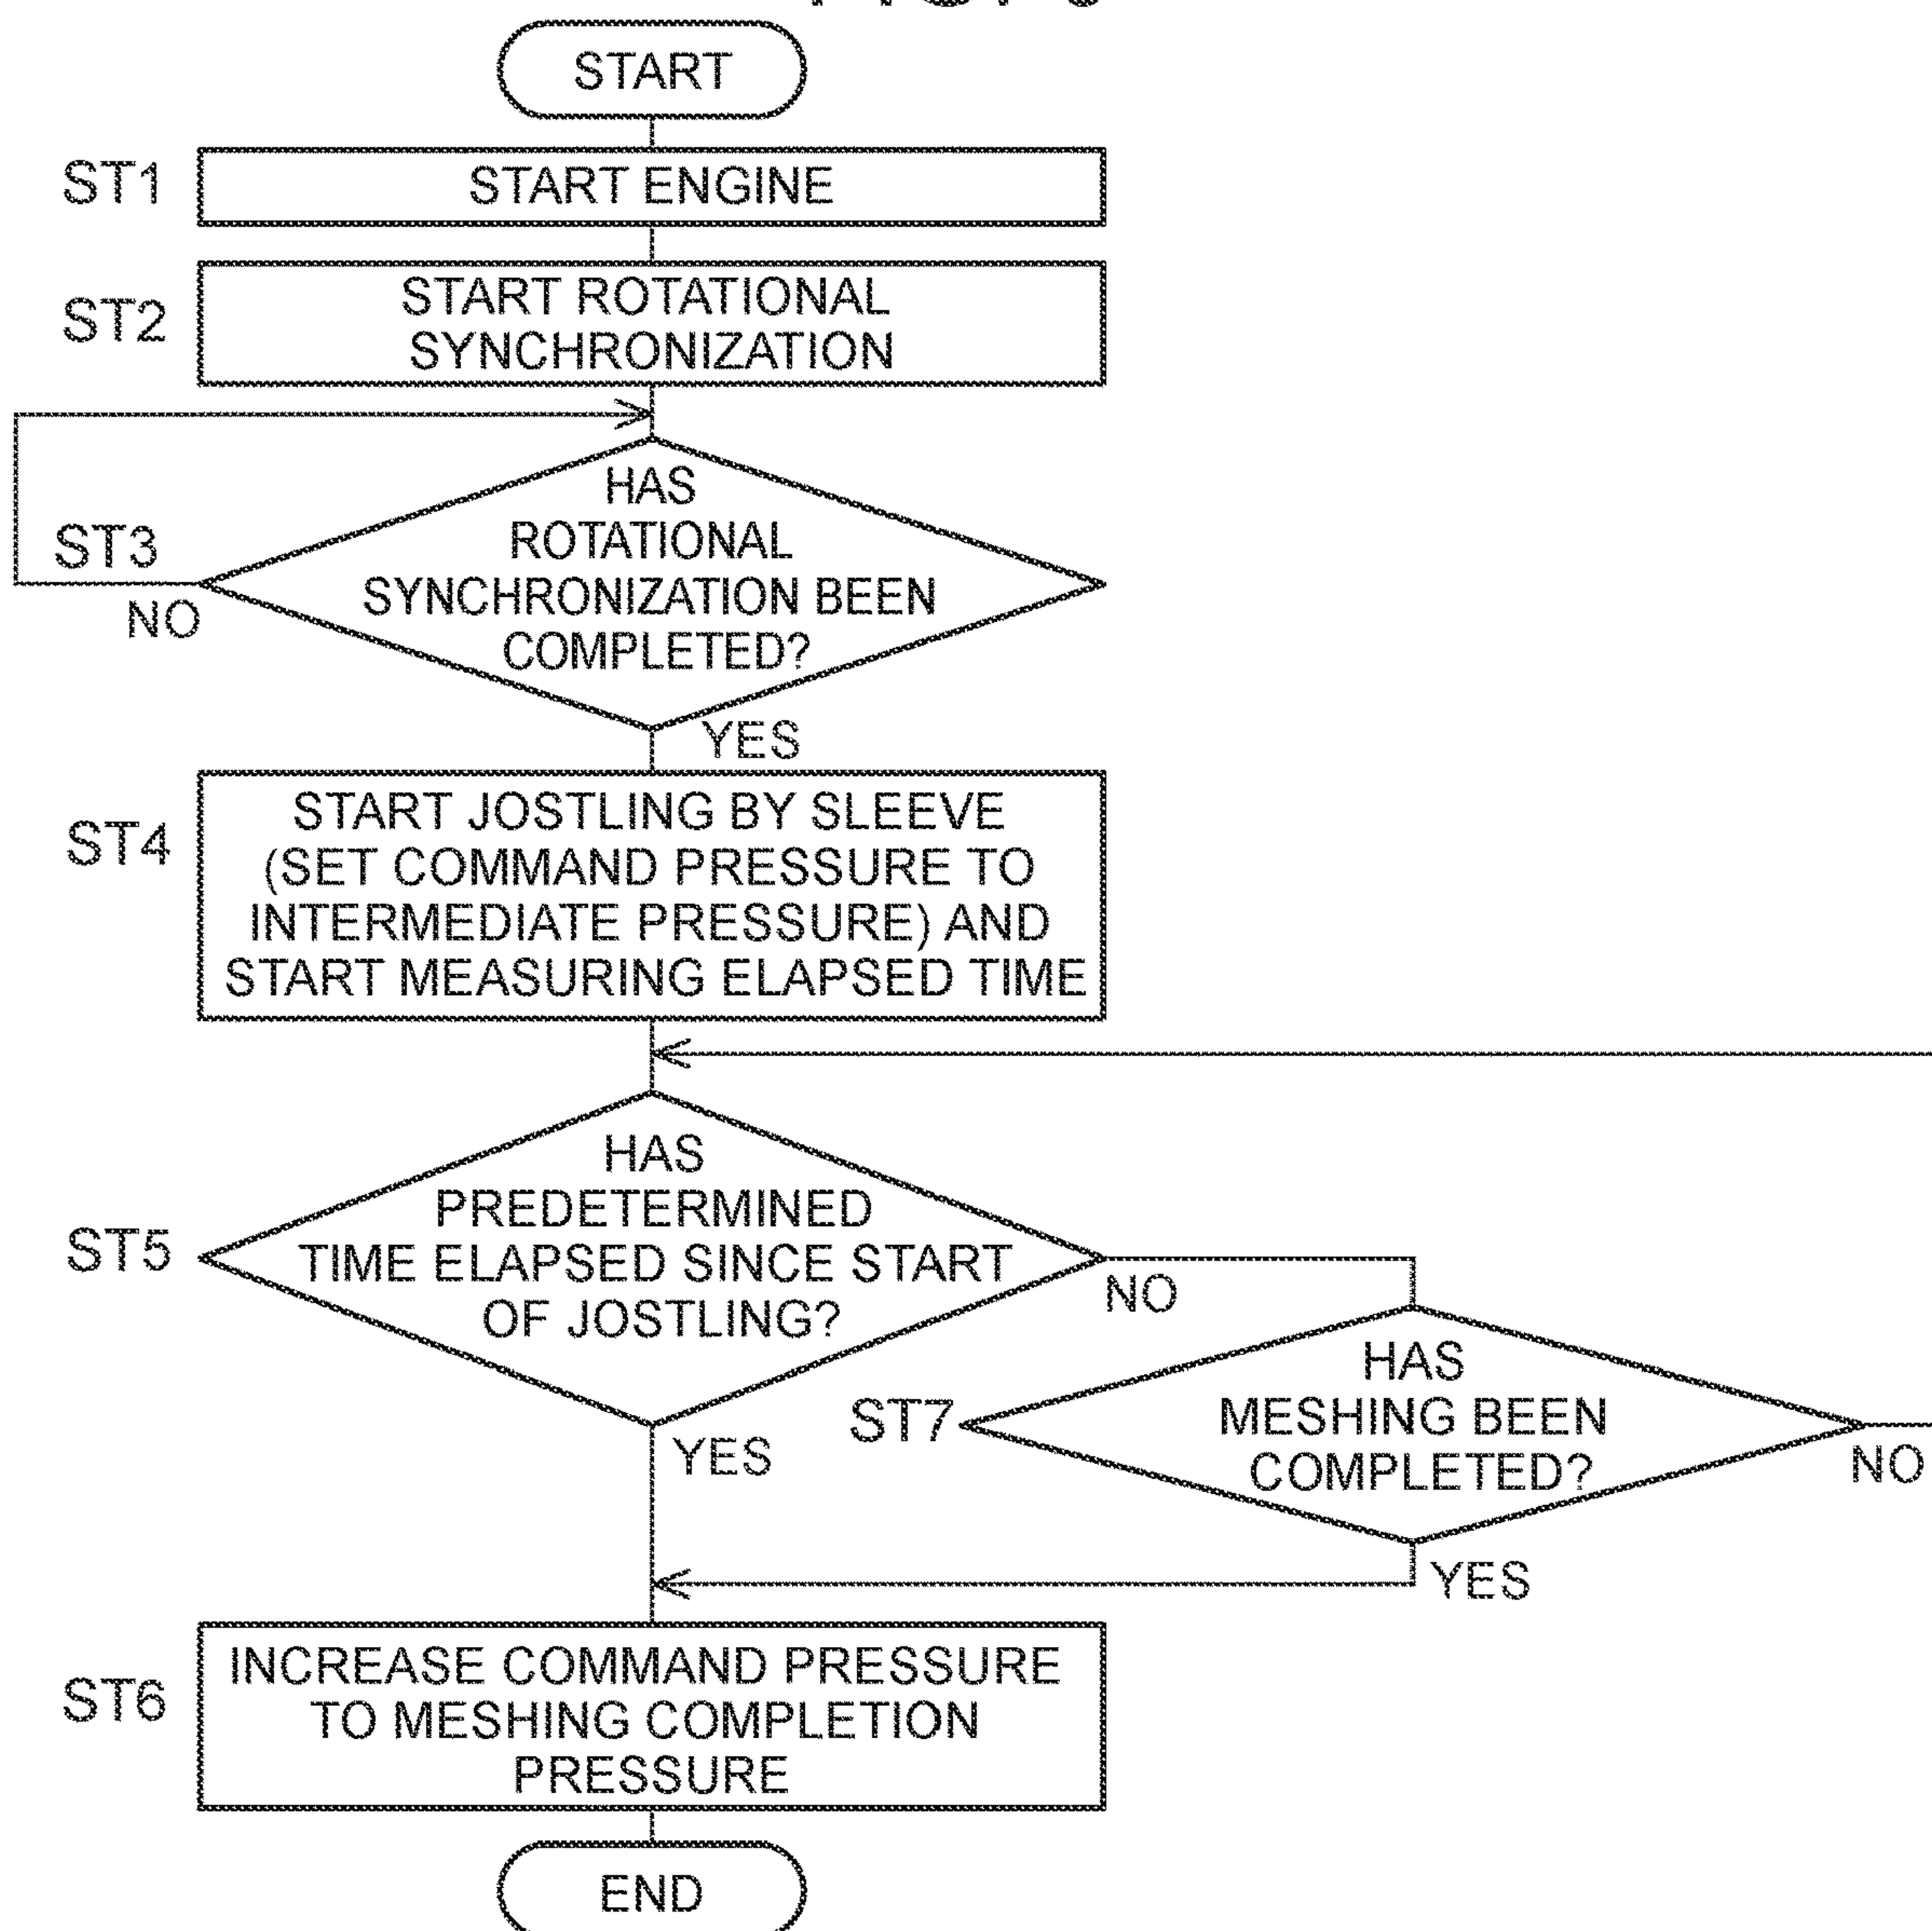 START
ST1
START ENGINE
ST2
START ROTATIONAL
SYNCHRONIZATION
HAS
ROTATIONAL
SYNCHRONIZATION BEEN
COMPLETED?
ST3
NO
YES
ST4
START JOSTLING BY SLEEVE
(SET COMMAND PRESSURE TO
INTERMEDIATE PRESSURE) AND
START MEASURING ELAPSED TIME
ST5
HAS
PREDETERMINED
TIME ELAPSED SINCE START
OF JOSTLING?
NO
YES
ST7
HAS
MESHING BEEN
COMPLETED?
NO
YES
ST6
INCREASE COMMAND PRESSURE
TO MESHING COMPLETION
PRESSURE
END